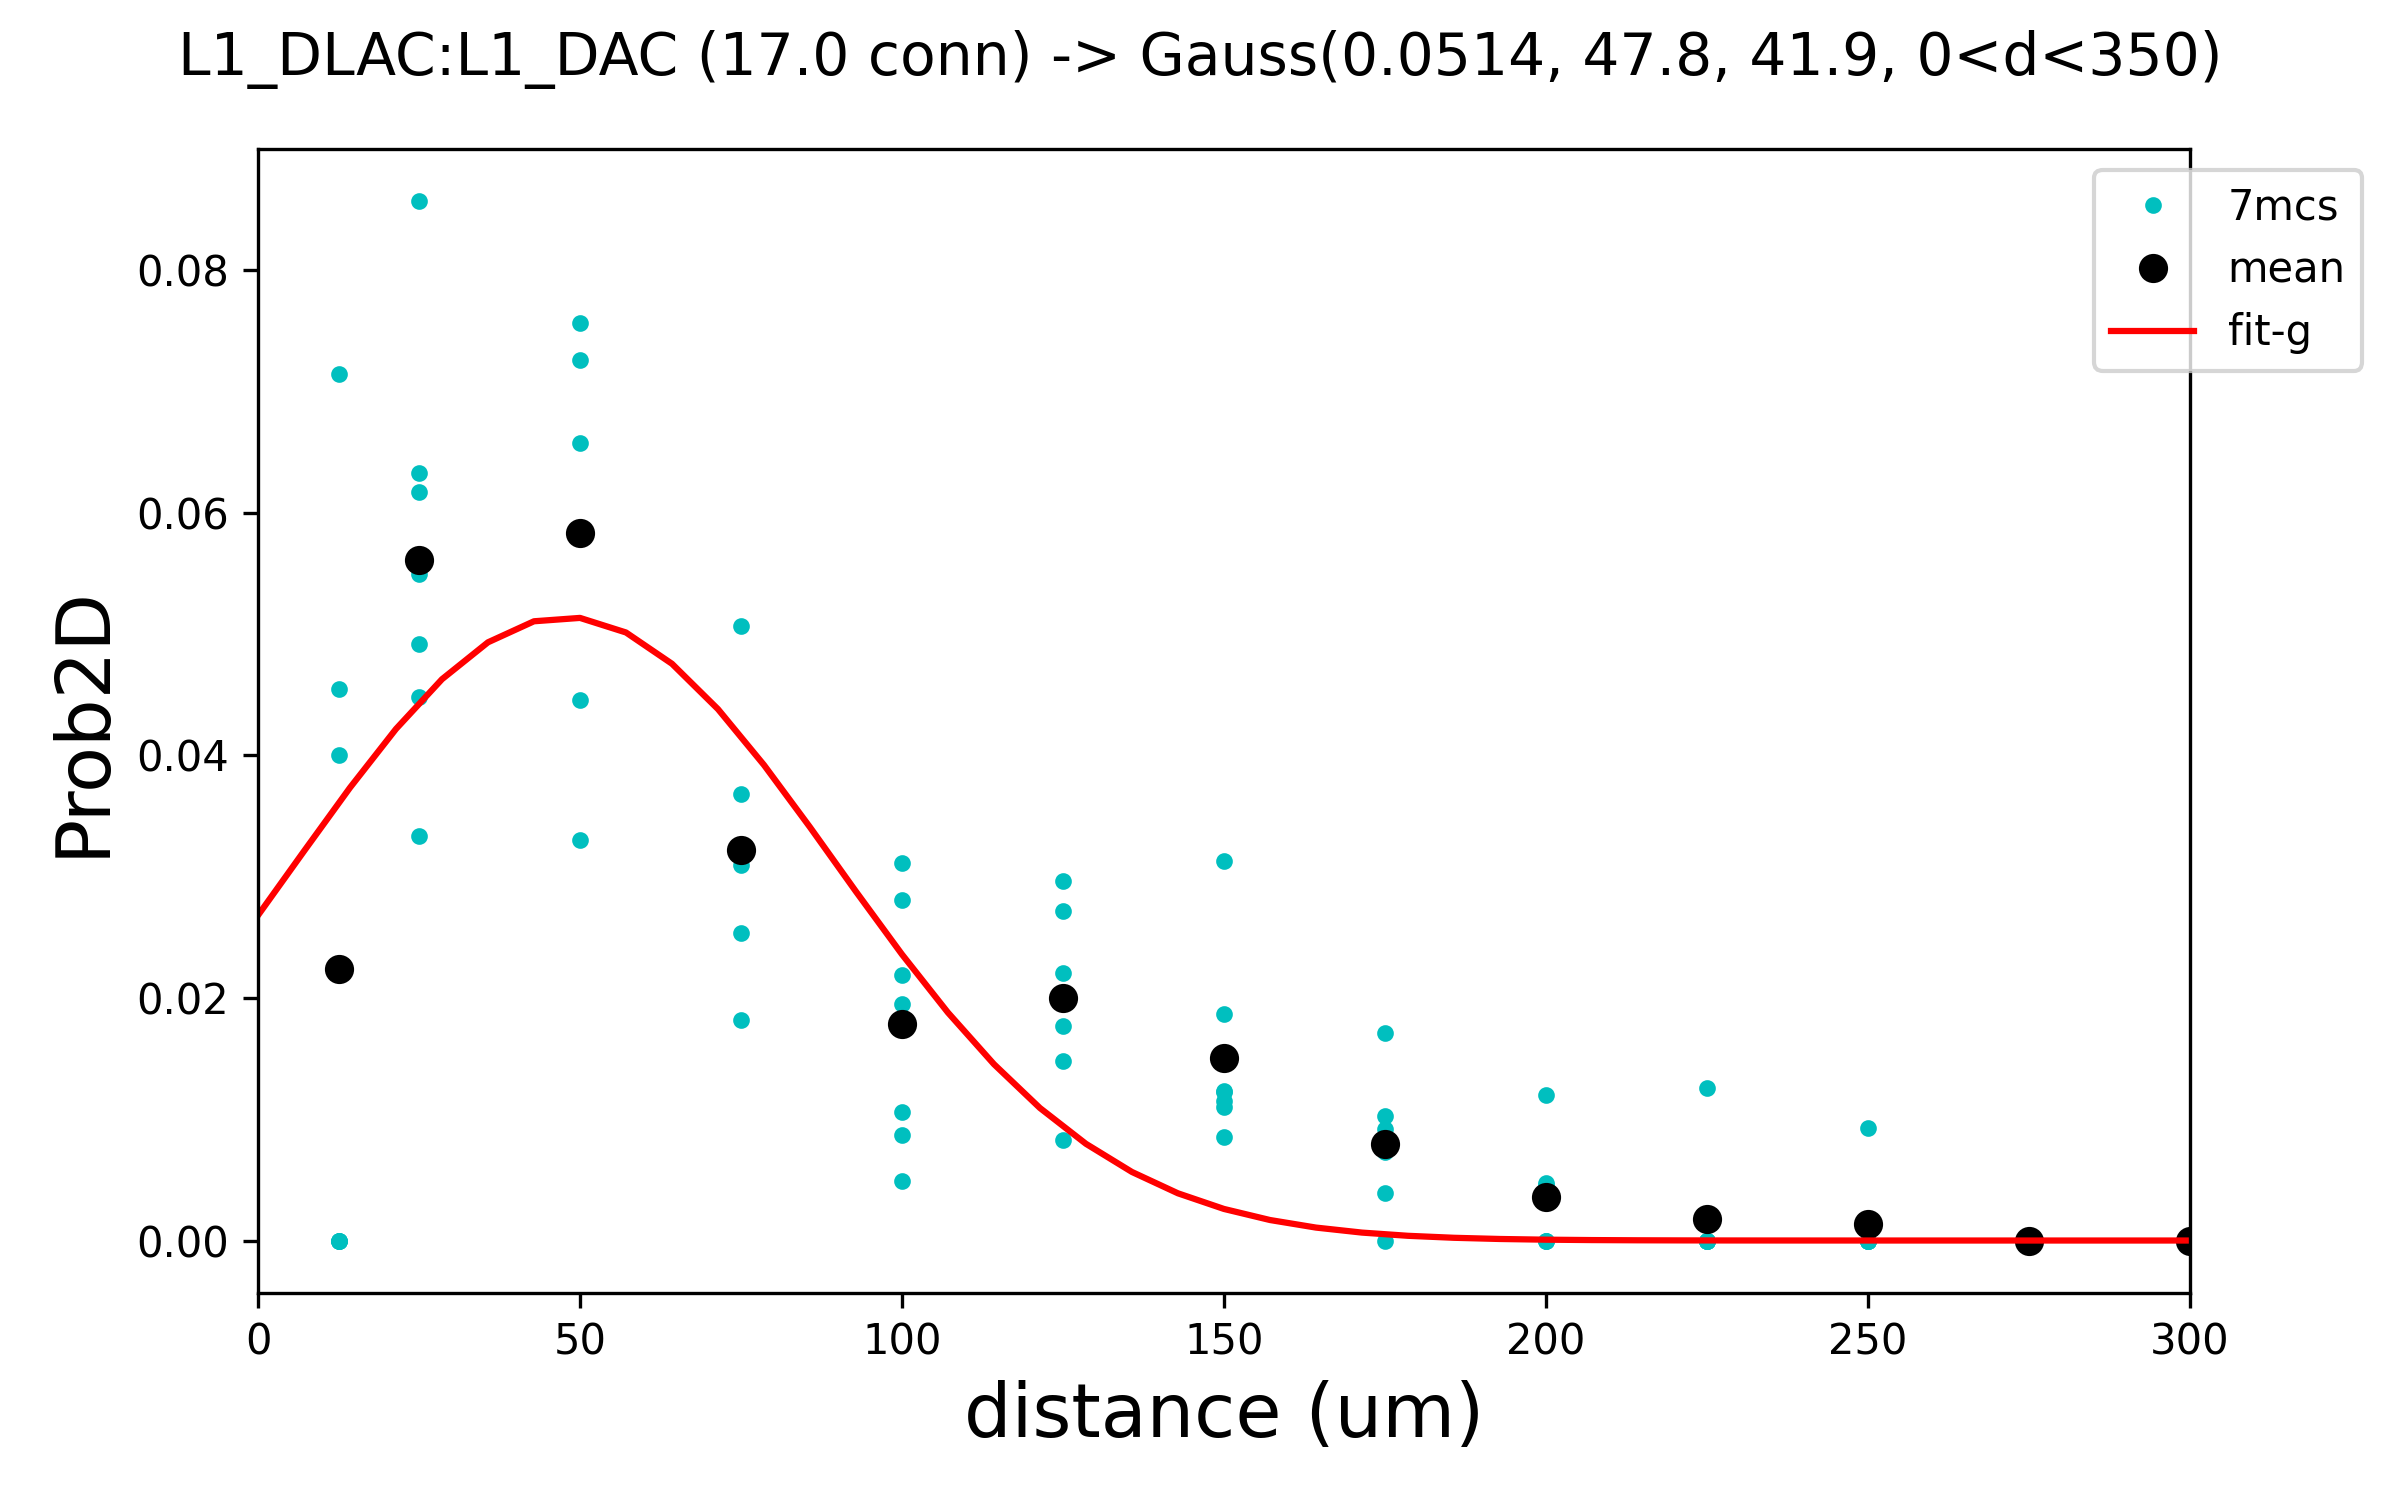 L1_DLAC:L1_DAC (17.0 conn) -> Gauss(0.0514, 47.8, 41.9, 0<d<350)
7mcs
mean
fit-g
Prob2D
0.08
0.06
0.04
0.02
0.00
0 50 100 150 200 250 300
distance (um)